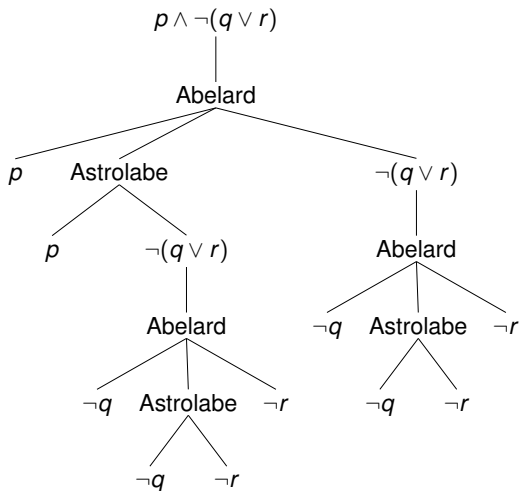 p ∧ ¬(q ∨ r)
Abelard
p Astrolabe ¬(q ∨ r)
p ¬(q ∨ r) Abelard
Abelard ¬q Astrolabe ¬r
¬q Astrolabe ¬r ¬q ¬r
¬q ¬r